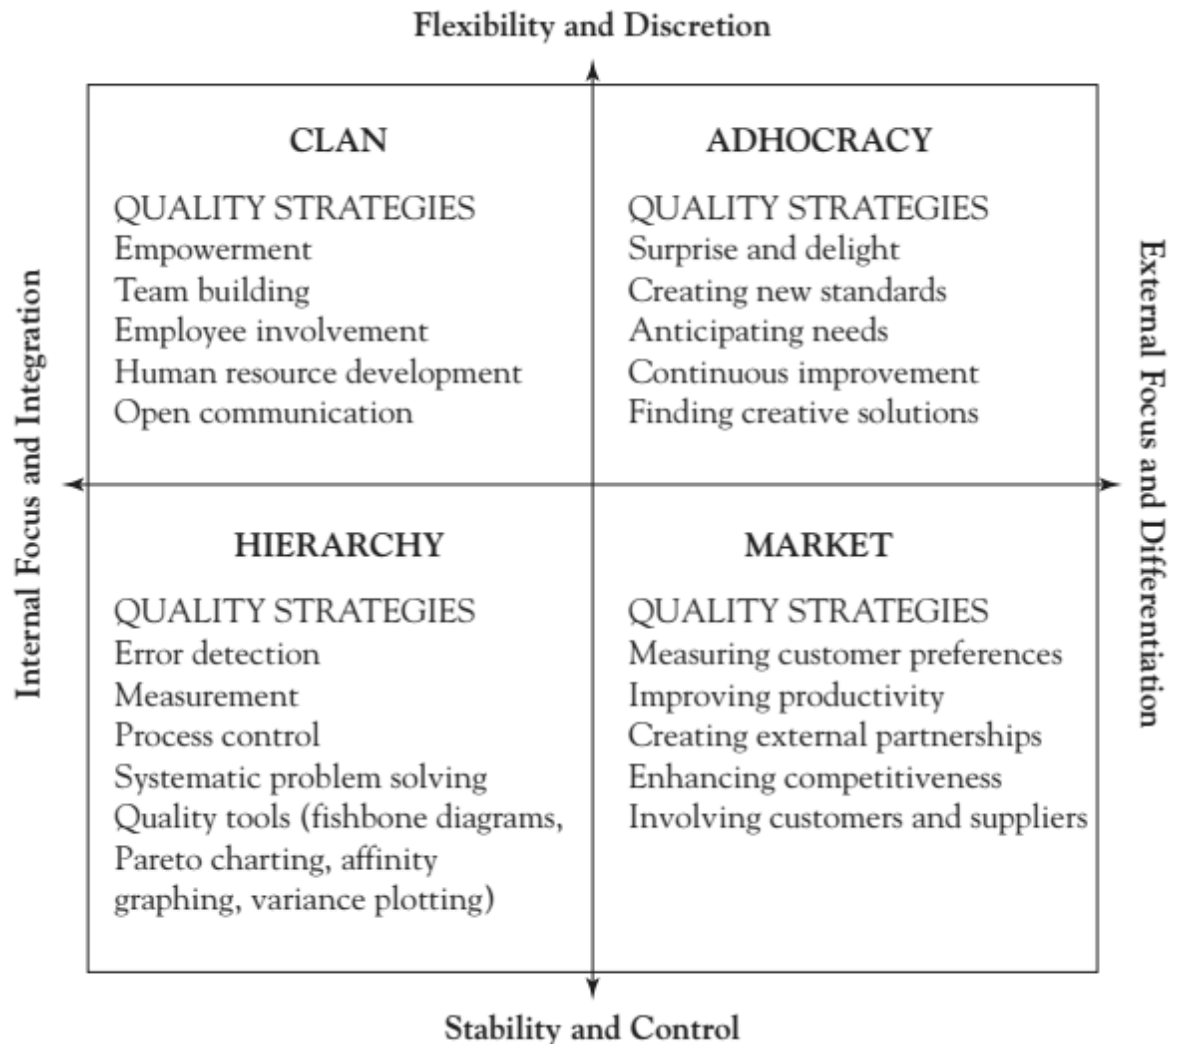 Flexibility and Discretion
CLAN
QUALITY STRATEGIES
Empowerment
Team building
Employee involvement
Human resource development
Open communication
ADHOCRACY
QUALITY STRATEGIES
Surprise and delight
Creating new standards
Anticipating needs
Continuous improvement
Finding creative solutions
Internal Focus and Integration
External Focus and Differentiation
HIERARCHY
QUALITY STRATEGIES
Error detection
Measurement
Process control
Systematic problem solving
Quality tools (fishbone diagrams,
Pareto charting, affinity
graphing, variance plotting)
MARKET
QUALITY STRATEGIES
Measuring customer preferences
Improving productivity
Creating external partnerships
Enhancing competitiveness
Involving customers and suppliers
Stability and Control